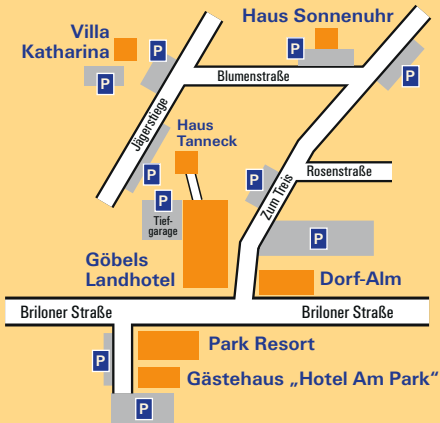 Haus Sonnenuhr
Villa
Katharina
P
P
P
P
P
Blumenstraße
Jägerstiege
Haus
Tanneck
P
P
P
Rosenstraße
Zum Treis
Tief-
garage
P
Göbels
Landhotel
Dorf-Alm
Briloner Straße
Briloner Straße
Park Resort
P
Gästehaus „Hotel Am Park“
P